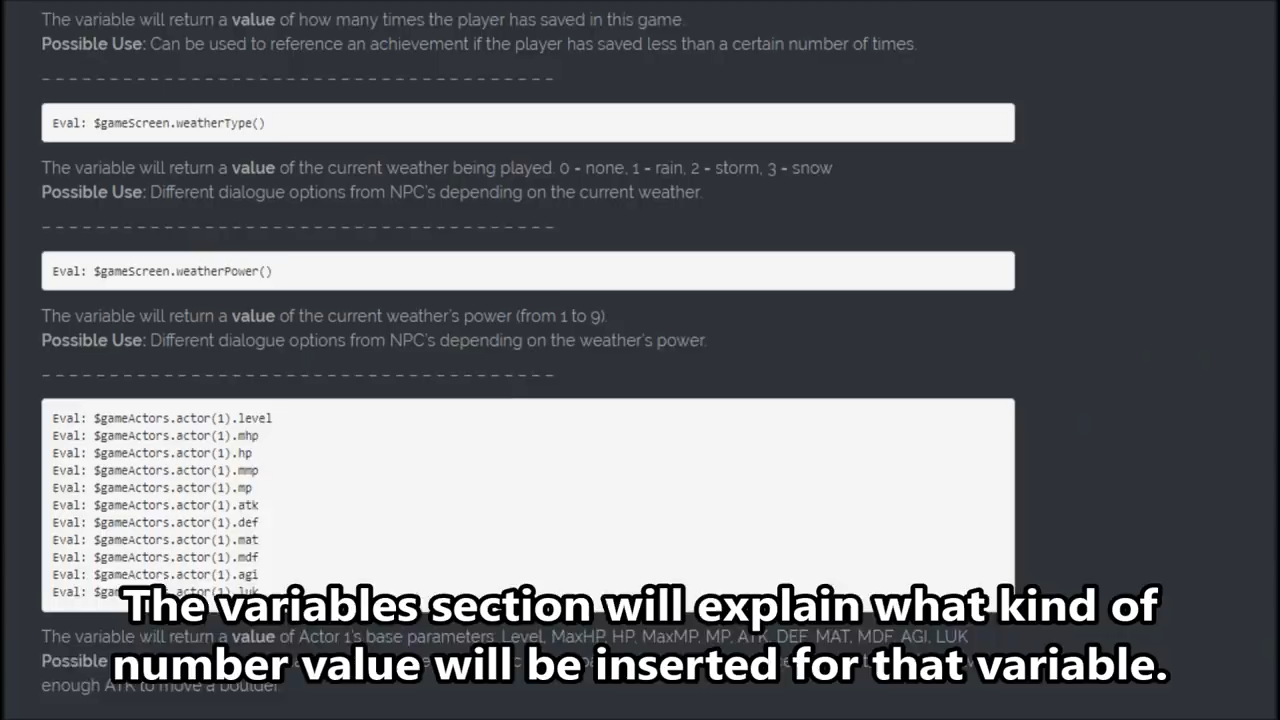 The variable will return a value of how many times the player has saved in this game.
Possible Use: Can be used to reference an achievement if the player has saved less than a certain number of times.
Eval: $gameScreen.weatherType()
The variable will return a value of the current weather being played. 0 = none, 1 = rain, 2 = storm, 3 = snow
Possible Use: Different dialogue options from NPC's depending on the current weather.
Eval: $gameScreen.weatherPower()
The variable will return a value of the current weather's power (from 1 to 9).
Possible Use: Different dialogue options from NPC's depending on the weather's power.
Eval: $gameActors.actor(1).level
Eval: $gameActors.actor(1).mhp
Eval: $gameActors.actor(1).hp
Eval: $gameActors.actor(1).mmp
Eval: $gameActors.actor(1).mp
Eval: $gameActors.actor(1).atk
Eval: $gameActors.actor(1).def
Eval: $gameActors.actor(1).mat
Eval: $gameActors.actor(1).mdf
Eval: $gameActors.actor(1).agi
Eval: $gameActors.actor(1).luk
The variables section will explain what kind of
The variable will return a value of Actor 1's base parameters. Level, MaxHP, HP, MaxMP, MP, ATK, DEF, MAT, MDF, AGI, LUK
number value will be inserted for that variable.
Possible
enough ATK to move a boulder.